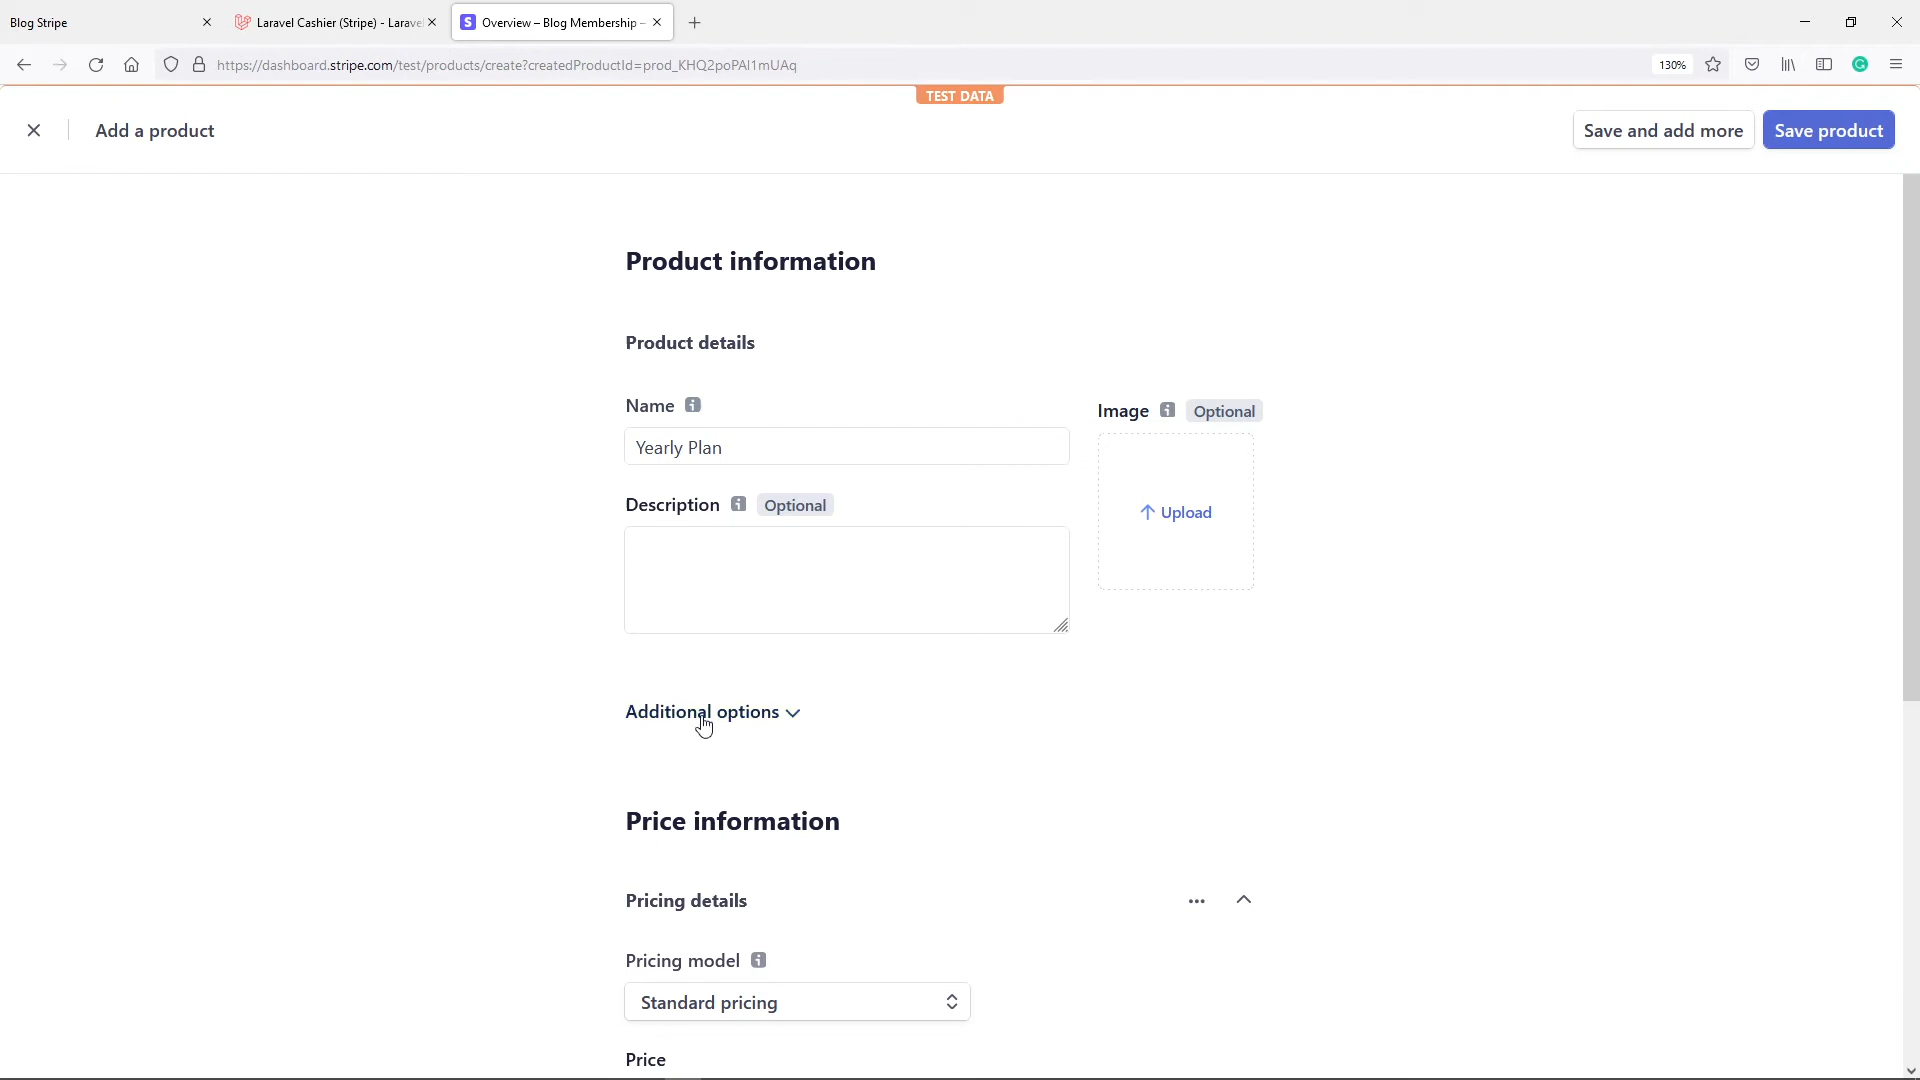 Blog Stripe
Laravel Cashier (Stripe) - Larave
Overview – Blog Membership –
https://dashboard.stripe.com/test/products/create?createdProductId=prod_KHQ2poPAI1mUAq
130%
TEST DATA
Add a product
Save and add more
Save product
Product information
Product details
Name
Image Optional
Yearly Plan
Description Optional
Upload
Additional options
Price information
Pricing details
Pricing model
Standard pricing
Price